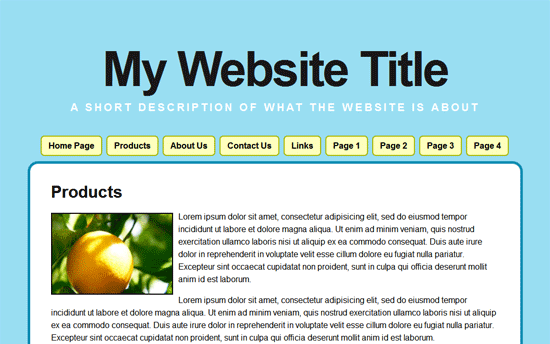 My Website Title
A SHORT DESCRIPTION OF WHAT THE WEBSITE IS ABOUT
Home Page Products About Us Contact Us Links Page 1 Page 2 Page 3 Page 4
Products
Lorem ipsum dolor sit amet, consectetur adipisicing elit, sed do eiusmod tempor
incididunt ut labore et dolore magna aliqua. Ut enim ad minim veniam, quis nostrud
exercitation ullamco laboris nisi ut aliquip ex ea commodo consequat. Duis aute irure
dolor in reprehenderit in voluptate velit esse cillum dolore eu fugiat nulla pariatur.
Excepteur sint occaecat cupidatat non proident, sunt in culpa qui officia deserunt mollit
anim id est laborum.
Lorem ipsum dolor sit amet, consectetur adipisicing elit, sed do eiusmod tempor
incididunt ut labore et dolore magna aliqua. Ut enim ad minim veniam, quis nostrud exercitation ullamco laboris nisi ut aliquip
ex ea commodo consequat. Duis aute irure dolor in reprehenderit in voluptate velit esse cillum dolore eu fugiat nulla
pariatur. Excepteur sint occaecat cupidatat non proident, sunt in culpa qui officia deserunt mollit anim id est laborum.